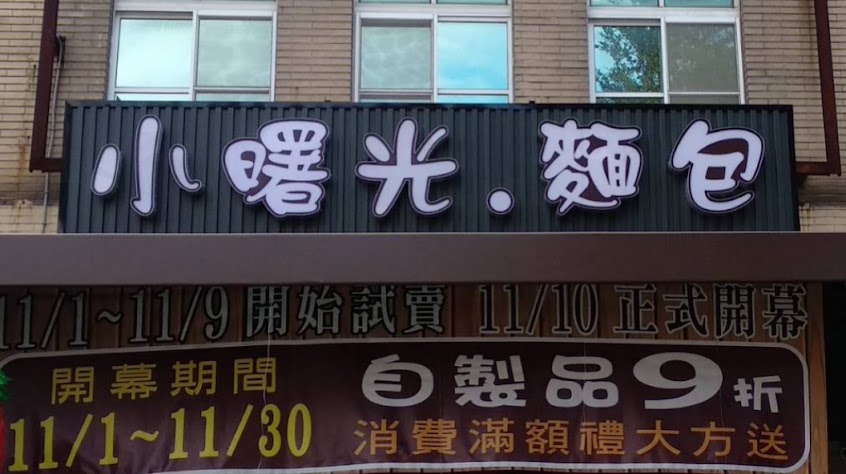 小曙光.麵包
11/1~11/9 開始試賣 11/10 正式開幕
開幕期間 自製品9折
11/1~11/30 消費滿額禮大方送